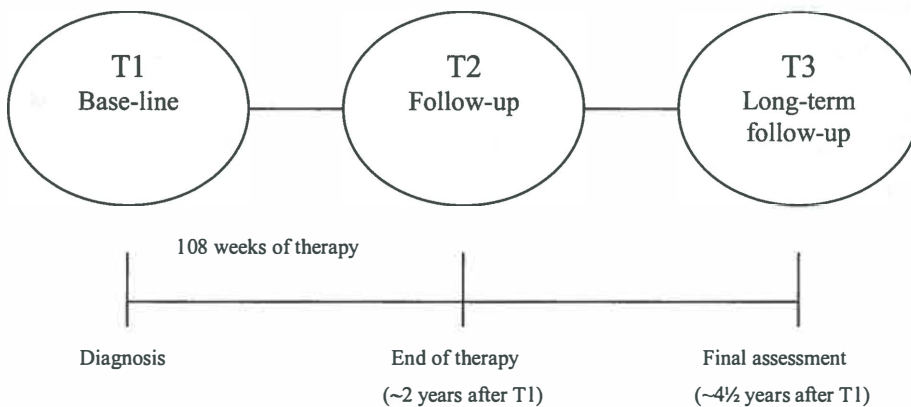 T1
Base-line
T2
Follow-up
T3
Long-term
follow-up
108 weeks of therapy
Diagnosis
End of therapy
(~2 years after T1)
Final assessment
(~4½ years after T1)